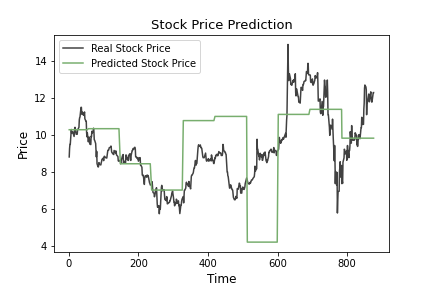 Stock Price Prediction
Real Stock Price
Predicted Stock Price
Price
14
12
10
8
6
4
0 200 400 600 800
Time